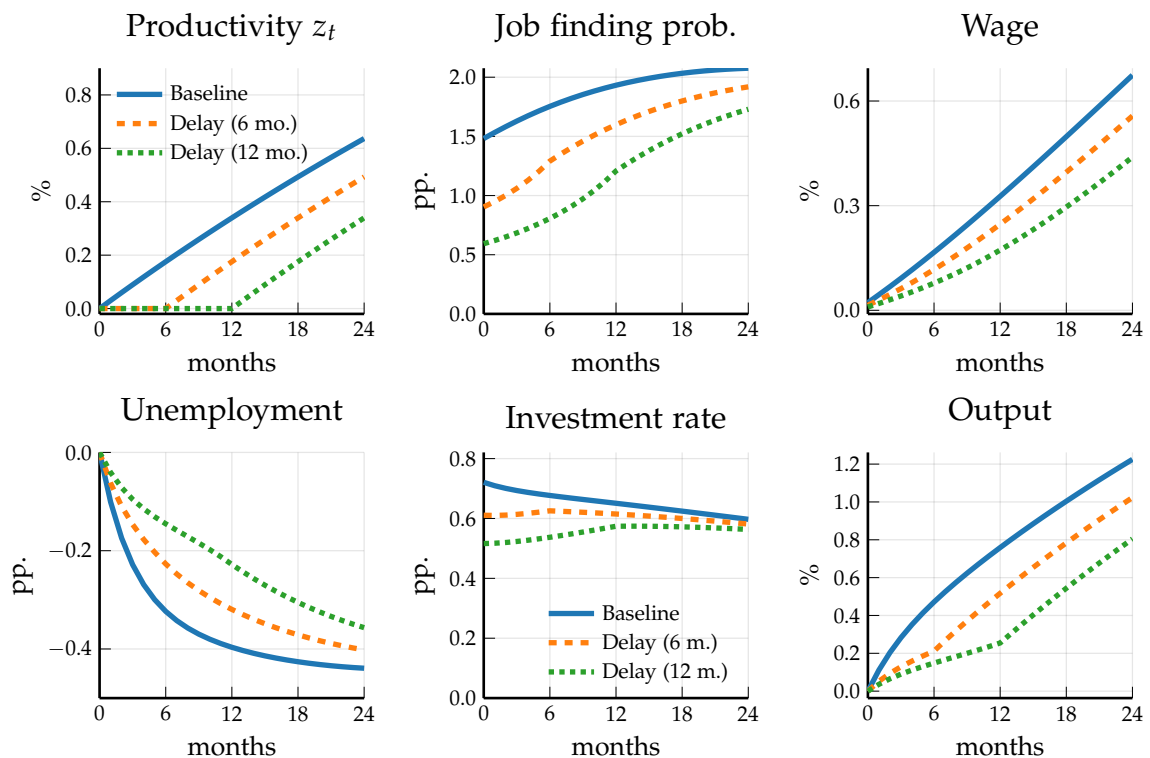 Productivity z_t
%
0.8
0.6
0.4
0.2
0.0
Baseline
Delay (6 mo.)
Delay (12 mo.)
0 6 12 18 24
months
Job finding prob.
pp.
2.0
1.5
1.0
0.5
0.0
0 6 12 18 24
months
Wage
%
0.6
0.3
0.0
0 6 12 18 24
months
Unemployment
pp.
0.0
−0.2
−0.4
0 6 12 18 24
months
Investment rate
pp.
0.8
0.6
0.4
0.2
0.0
Baseline
Delay (6 m.)
Delay (12 m.)
0 6 12 18 24
months
Output
%
1.2
1.0
0.8
0.6
0.4
0.2
0.0
0 6 12 18 24
months